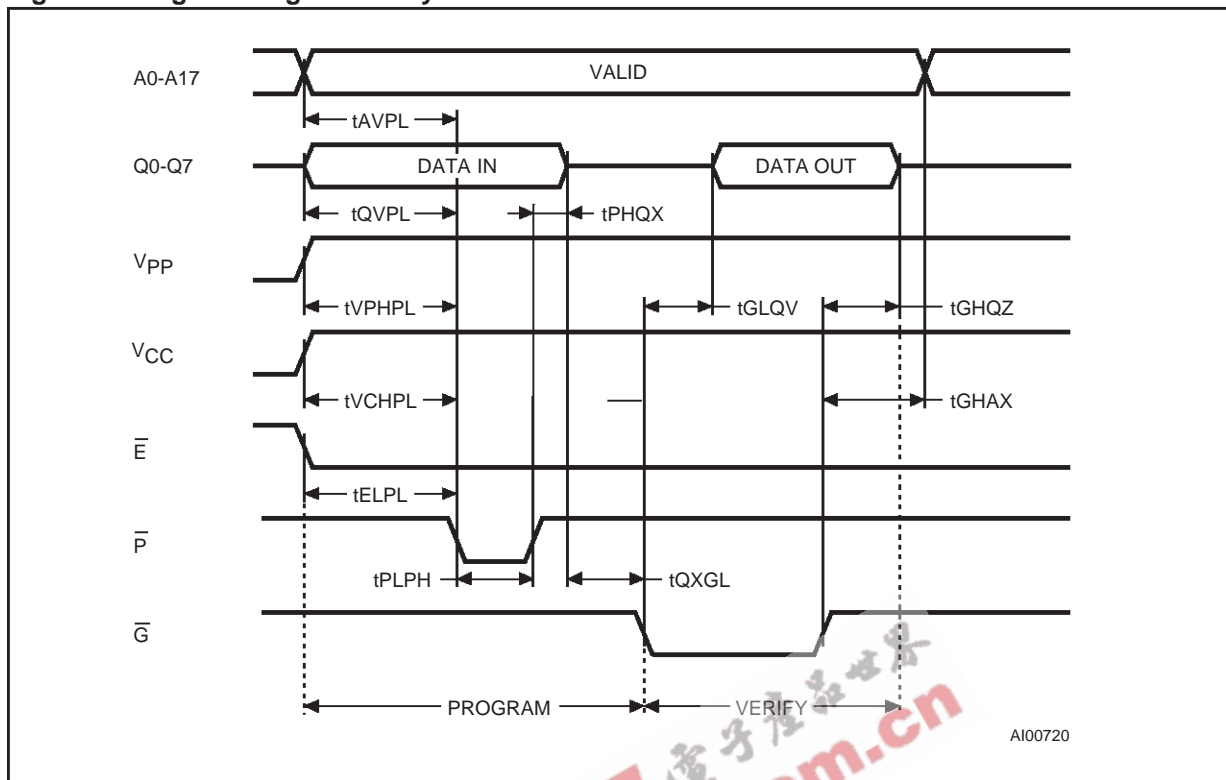 A0-A17
VALID
tAVPL
Q0-Q7
DATA IN
DATA OUT
tQVPL
tPHQX
VPP
tVPHPL
tGLQV
tGHQZ
VCC
tVCHPL
tGHAX
E̅
tELPL
P̅
tPLPH
tQXGL
G̅
PROGRAM
VERIFY
AI00720